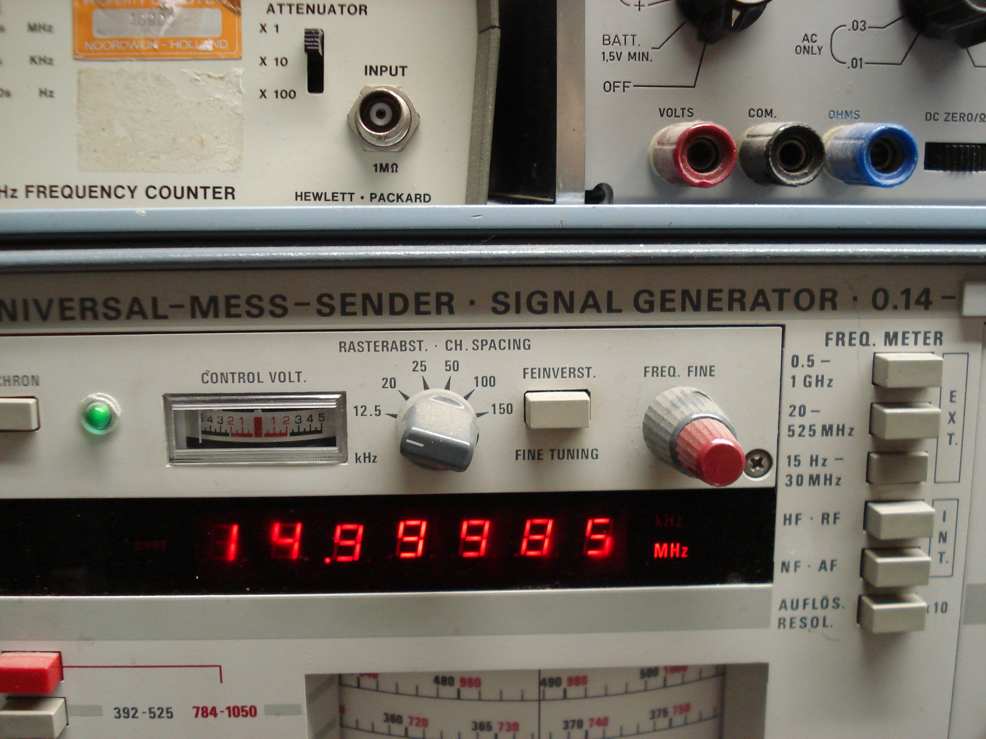 ATTENUATOR
X 1
MHz
X 10
NOORDWIJK - HOLLAND
KHz
INPUT
X 100
Hz
1MΩ
Hz FREQUENCY COUNTER
HEWLETT • PACKARD
+
BATT.
1,5V MIN.
OFF
AC
ONLY
.03
.01
VOLTS
COM.
OHMS
DC ZERO/Ω
NIVERSAL-MESS-SENDER · SIGNAL GENERATOR · 0.14 -
RASTERABST. · CH. SPACING
FREQ. METER
CHRON
CONTROL VOLT.
12.5
20
25
50
100
150
kHz
FEINVERST.
FINE TUNING
FREQ. FINE
4 3 2 1 1 2 3 4 5
0.5 -
1 GHz
20 -
525 MHz
15 Hz -
30 MHz
EXT.
HF · RF
NF · AF
INT.
AUFLÖS.
RESOL.
x10
14.99985
kHz
MHz
392-525
784-1050
480 960
490 980
500 1000
360 720
365 730
370 740
375 750